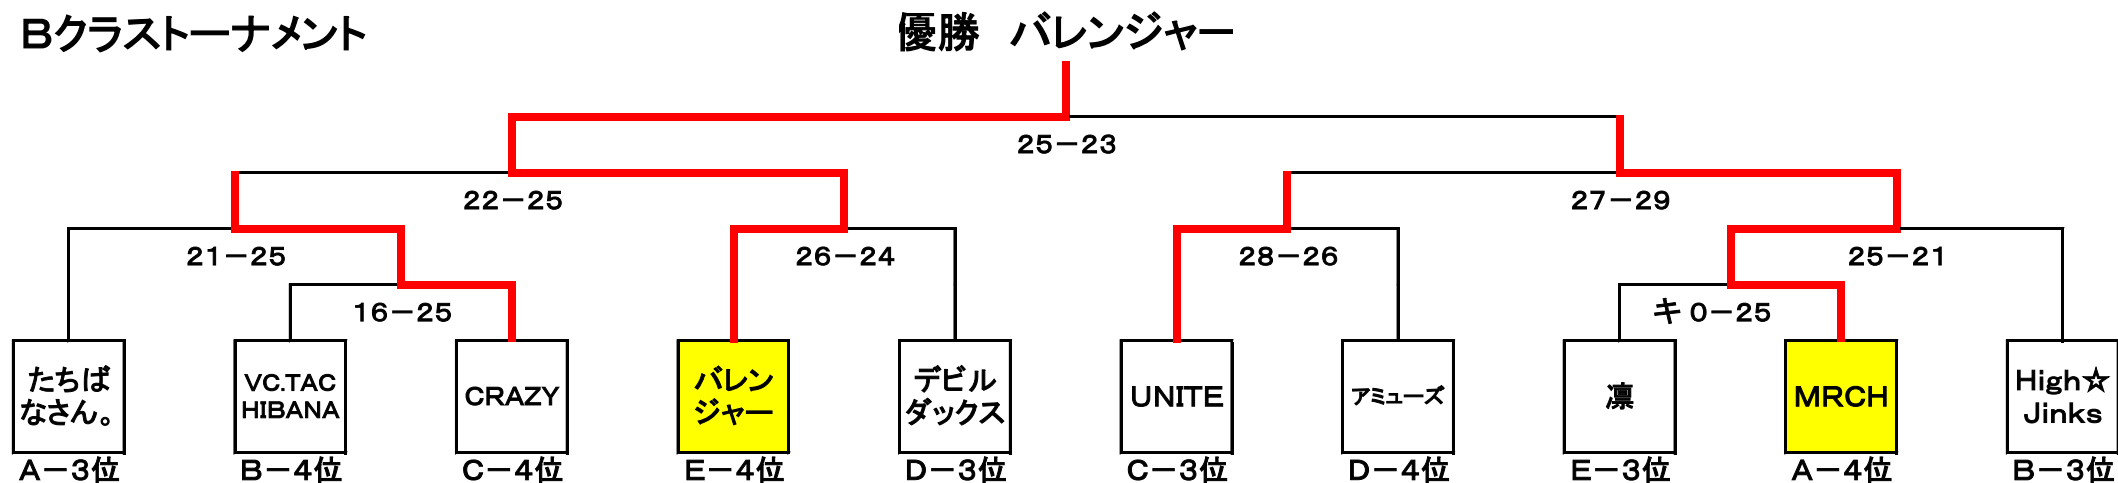 Bクラストーナメント
優勝　バレンジャー
25－23
22－25
27－29
21－25
26－24
28－26
25－21
16－25
キ 0－25
たちば
なさん。
VC.TAC
HIBANA
CRAZY
バレン
ジャー
デビル
ダックス
UNITE
アミューズ
凛
MRCH
High☆
Jinks
A－3位
B－4位
C－4位
E－4位
D－3位
C－3位
D－4位
E－3位
A－4位
B－3位